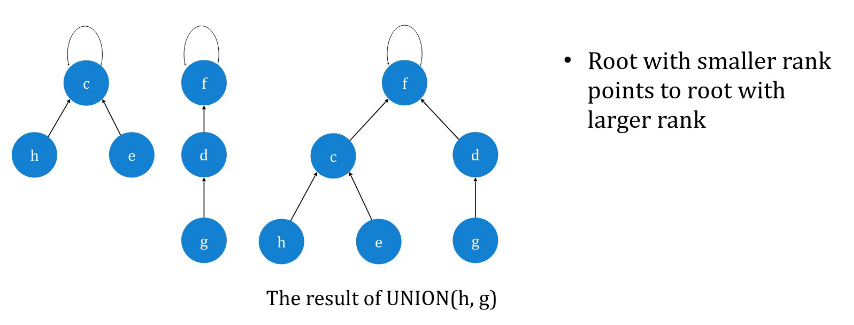 c
f
f
h
e
d
c
d
g
h
e
g
• Root with smaller rank
points to root with
larger rank
The result of UNION(h, g)